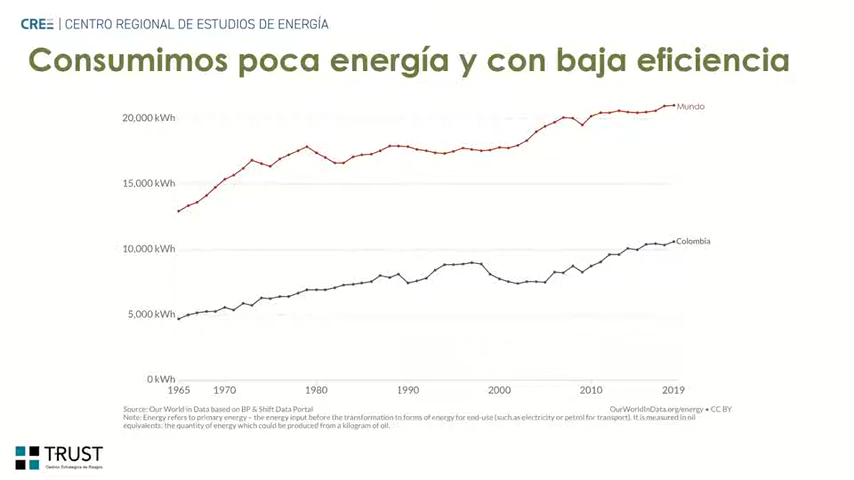 CREE | CENTRO REGIONAL DE ESTUDIOS DE ENERGÍA
Consumimos poca energía y con baja eficiencia
20,000 kWh
Mundo
15,000 kWh
10,000 kWh
Colombia
5,000 kWh
0 kWh
1965 1970 1980 1990 2000 2010 2019
Source: Our World in Data based on BP & Shift Data Portal
OurWorldInData.org/energy • CC BY
Note: Energy refers to primary energy – the energy input before the transformation to forms of energy for end-use (such as electricity or petrol for transport). It is measured in oil
equivalents: the quantity of energy which could be produced from a kilogram of oil.
TRUST
Centro Estratégico de Riesgos